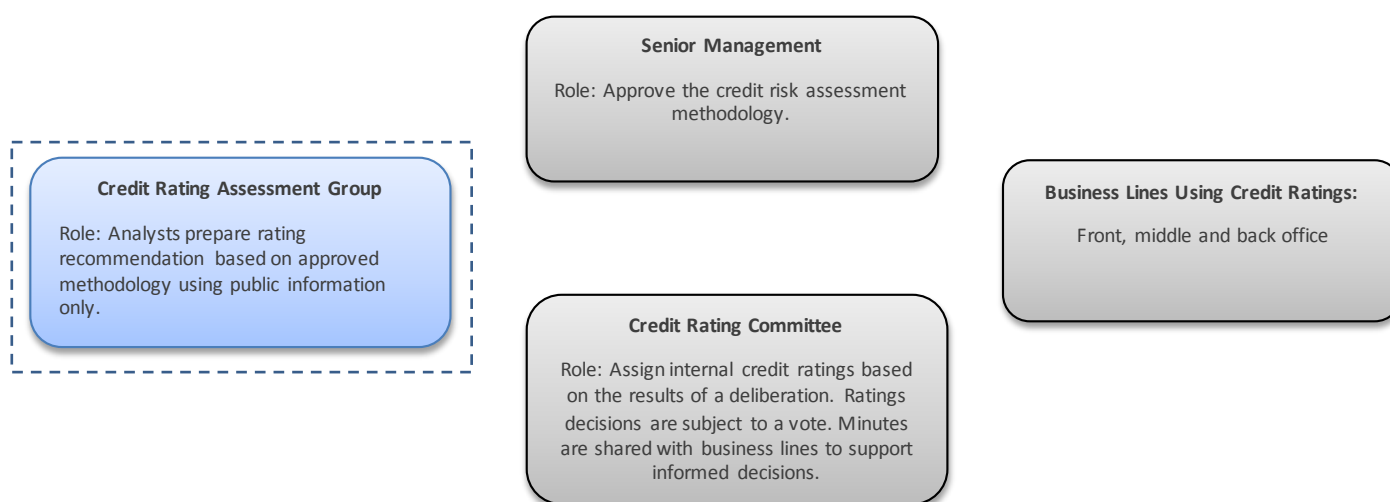 Senior Management
Role: Approve the credit risk assessment
methodology.
Credit Rating Assessment Group
Role: Analysts prepare rating
recommendation based on approved
methodology using public information
only.
Business Lines Using Credit Ratings:
Front, middle and back office
Credit Rating Committee
Role: Assign internal credit ratings based
on the results of a deliberation. Ratings
decisions are subject to a vote. Minutes
are shared with business lines to support
informed decisions.